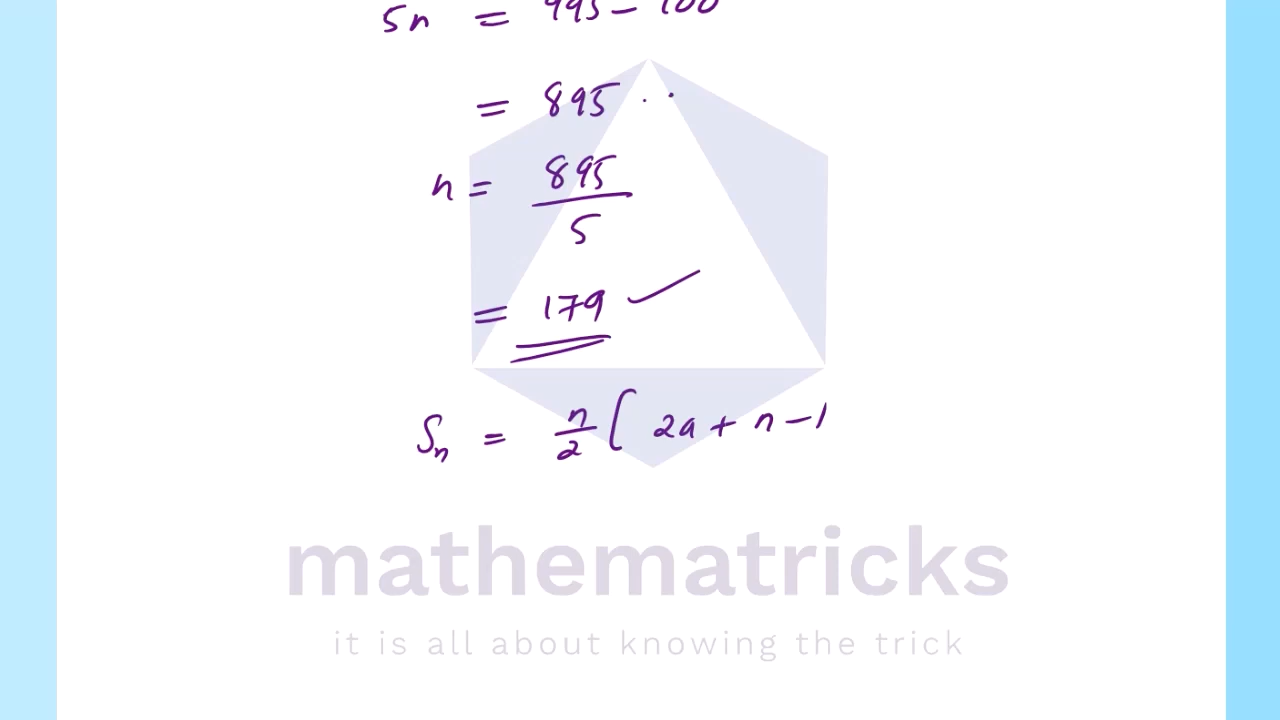 5n = 995 - 100
= 895 ..
n = 895/5
= 179 ✓
Sn = n/2 [ 2a + n - 1
mathematricks
it is all about knowing the trick